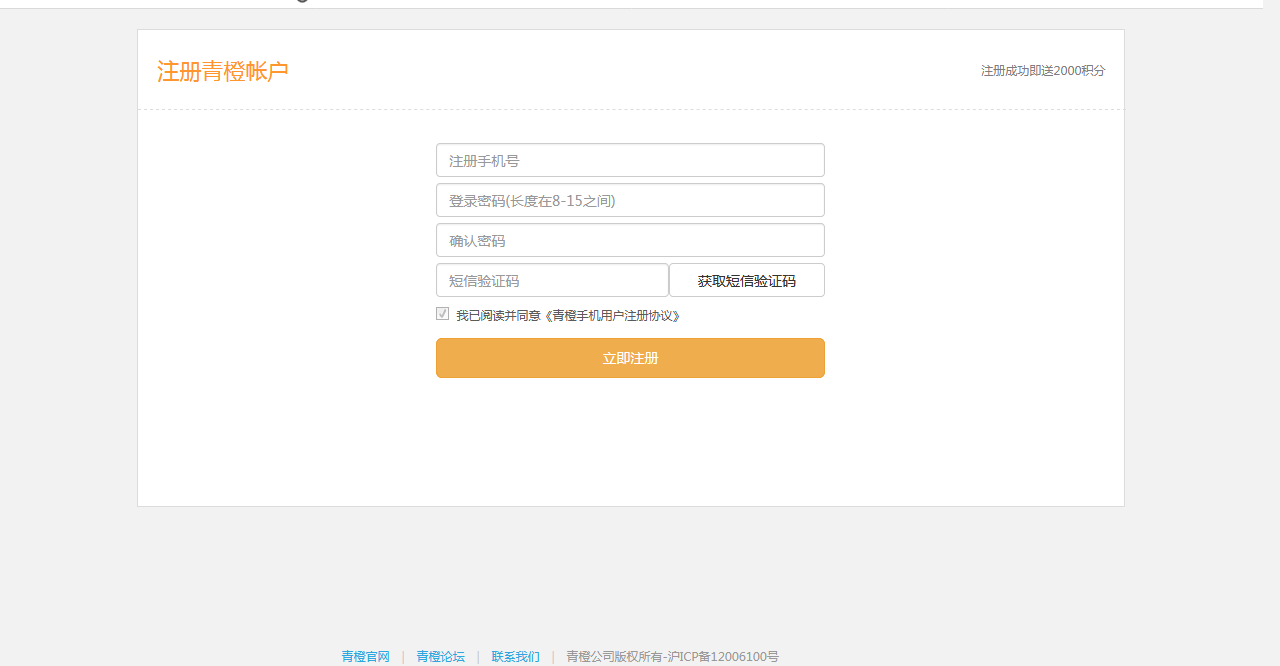 注册青橙帐户
注册成功即送2000积分
注册手机号
登录密码(长度在8-15之间)
确认密码
短信验证码 获取短信验证码
我已阅读并同意《青橙手机用户注册协议》
立即注册
青橙官网 | 青橙论坛 | 联系我们 | 青橙公司版权所有-沪ICP备12006100号